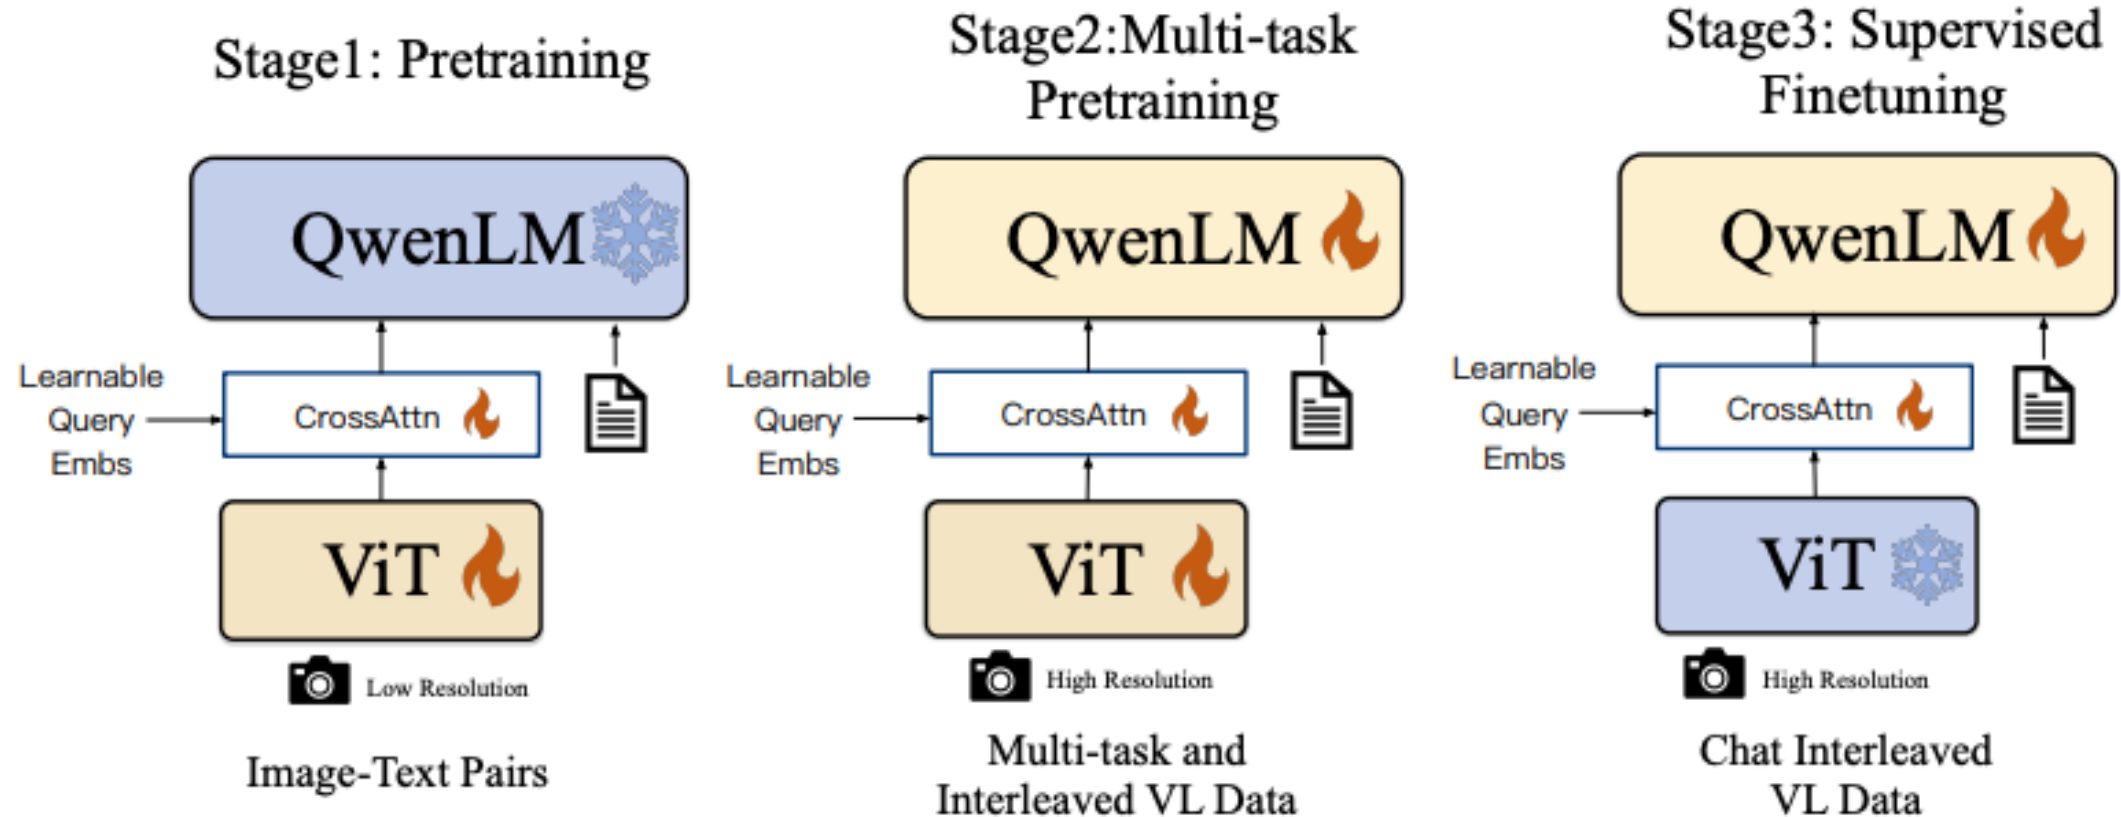 Stage1: Pretraining
QwenLM
Learnable
Query
Embs
CrossAttn
ViT
Low Resolution
Image-Text Pairs
Stage2:Multi-task
Pretraining
QwenLM
Learnable
Query
Embs
CrossAttn
ViT
High Resolution
Multi-task and
Interleaved VL Data
Stage3: Supervised
Finetuning
QwenLM
Learnable
Query
Embs
CrossAttn
ViT
High Resolution
Chat Interleaved
VL Data